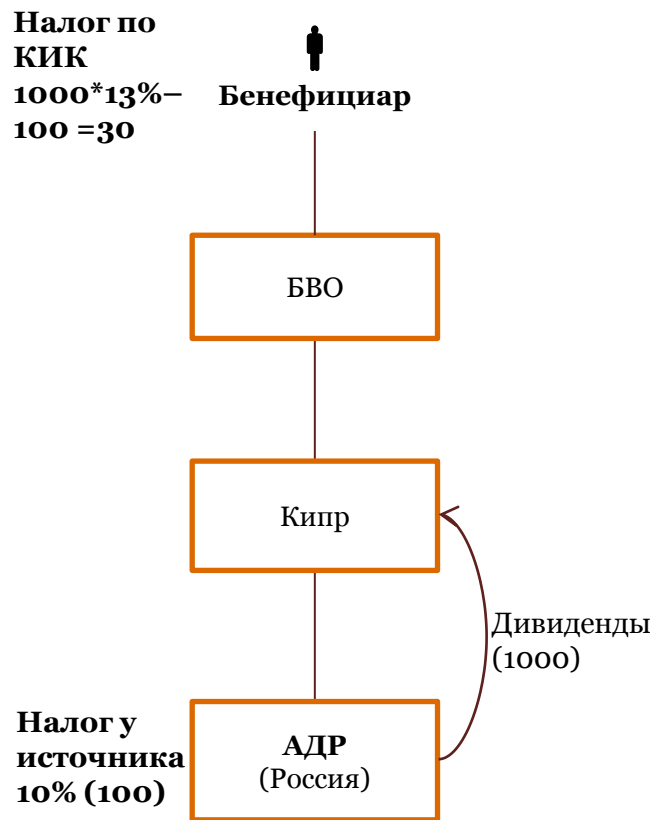 Налог по
КИК
1000*13%–
100 =30
Бенефициар
БВО
Кипр
Дивиденды
(1000)
Налог у
источника
10% (100)
АДР
(Россия)